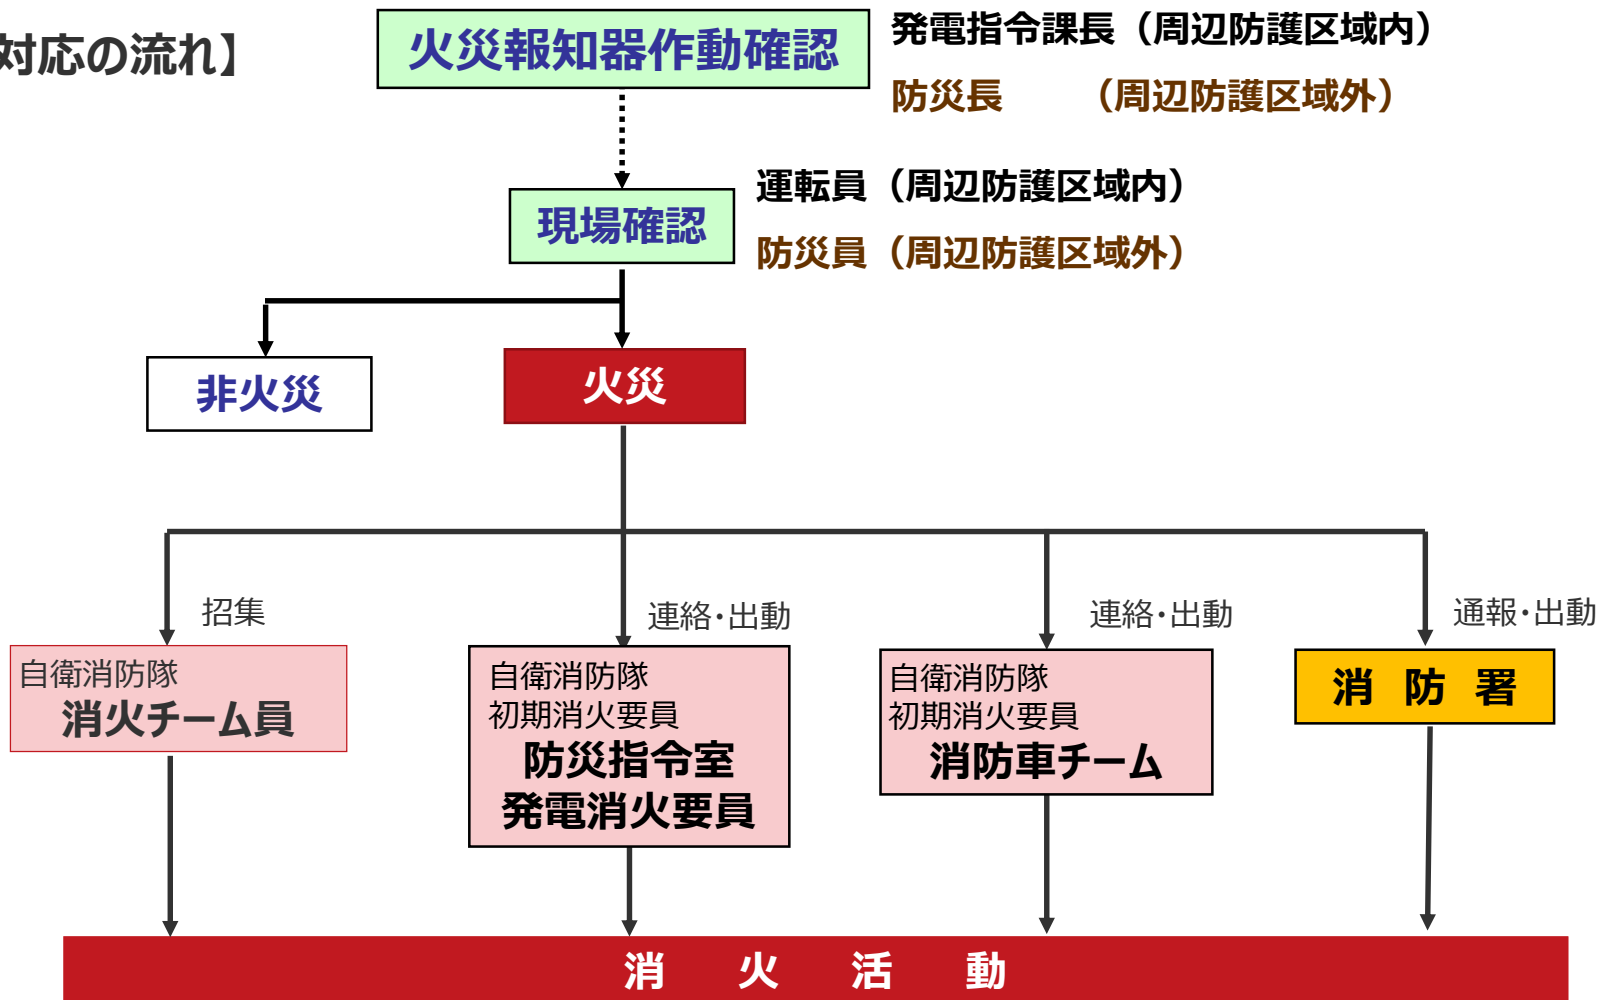 対応の流れ】
火災報知器作動確認
発電指令課長（周辺防護区域内）
防災長　　（周辺防護区域外）
現場確認
運転員（周辺防護区域内）
防災員（周辺防護区域外）
非火災
火災
招集
連絡・出動
連絡・出動
通報・出動
自衛消防隊
消火チーム員
自衛消防隊
初期消火要員
防災指令室
発電消火要員
自衛消防隊
初期消火要員
消防車チーム
消　防　署
消　火　活　動